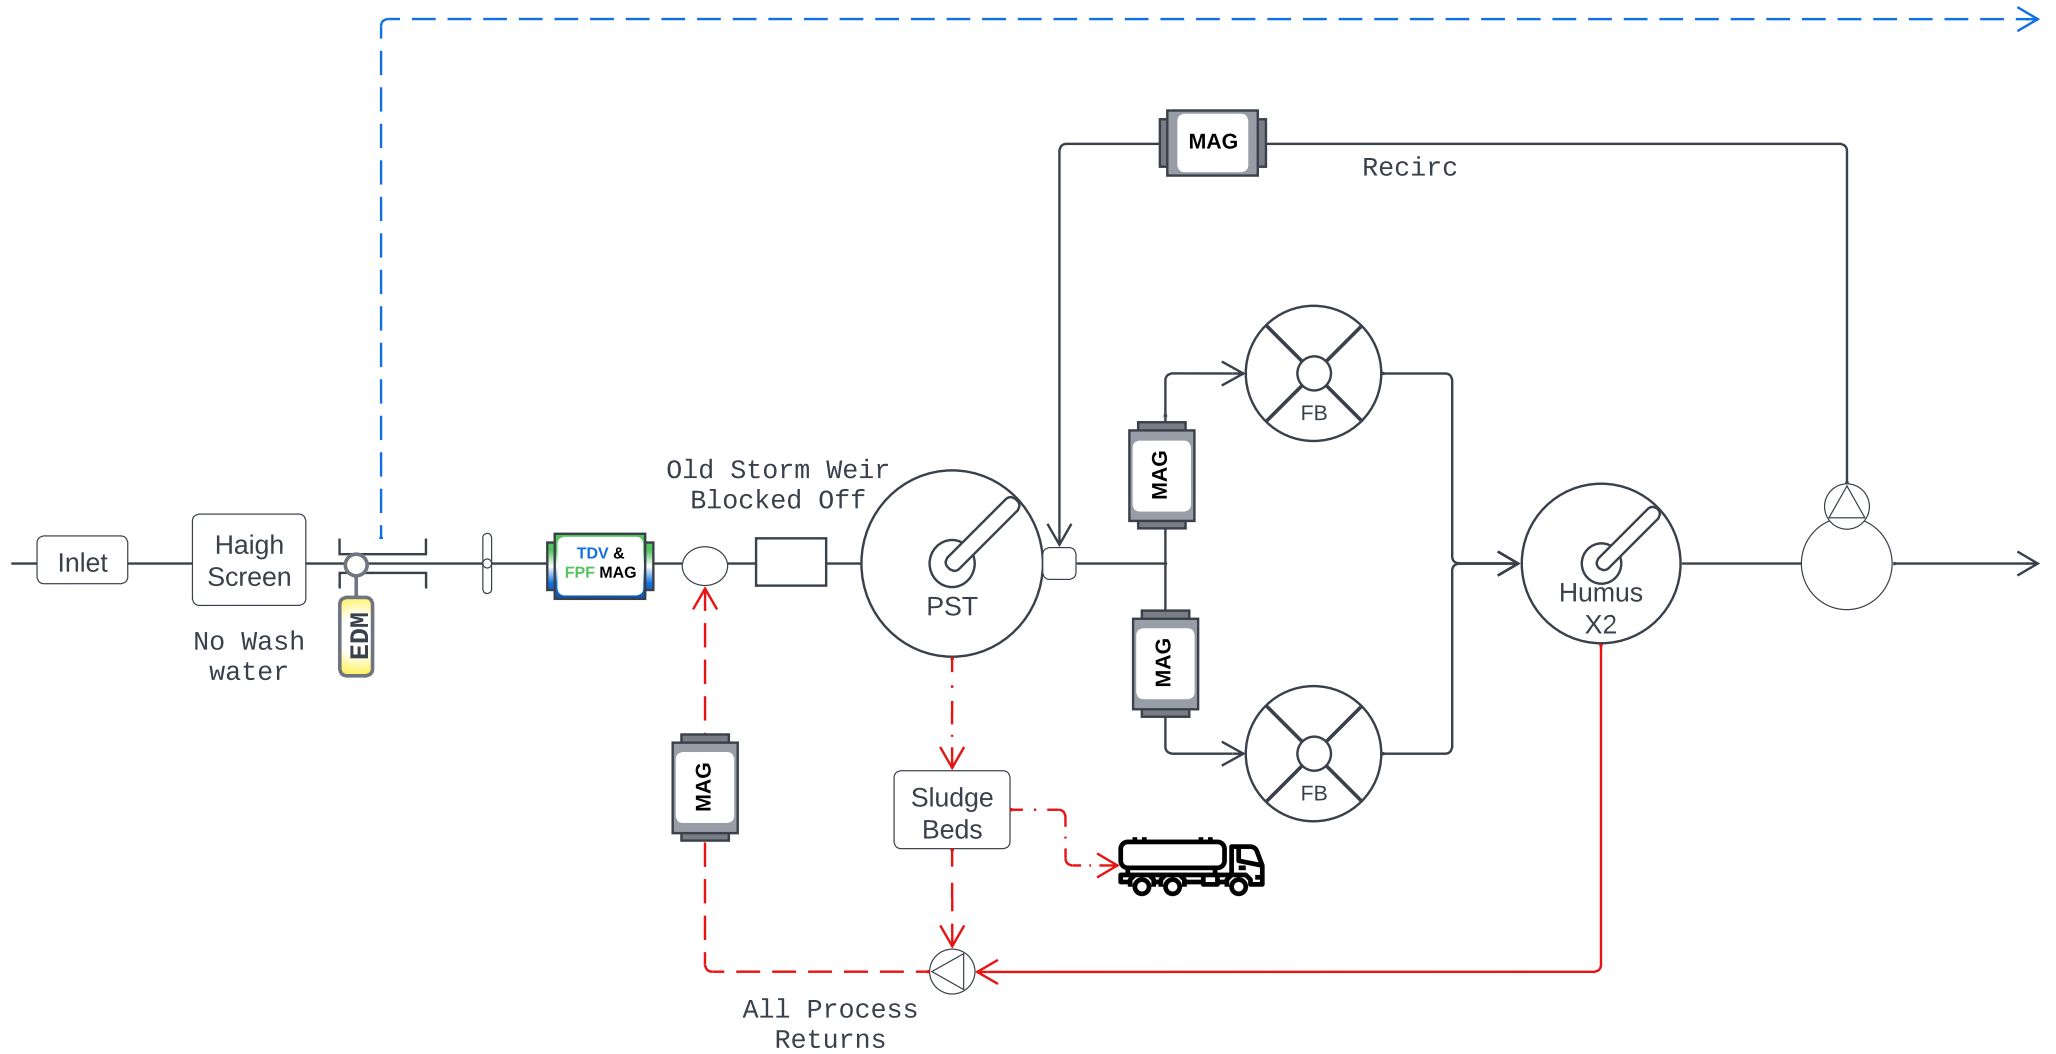 MAG
Recirc
FB
Old Storm Weir
Blocked Off
MAG
Inlet
Haigh
Screen
TDV &
FPF MAG
PST
Humus
X2
No Wash
water
EDM
MAG
MAG
Sludge
Beds
FB
All Process
Returns